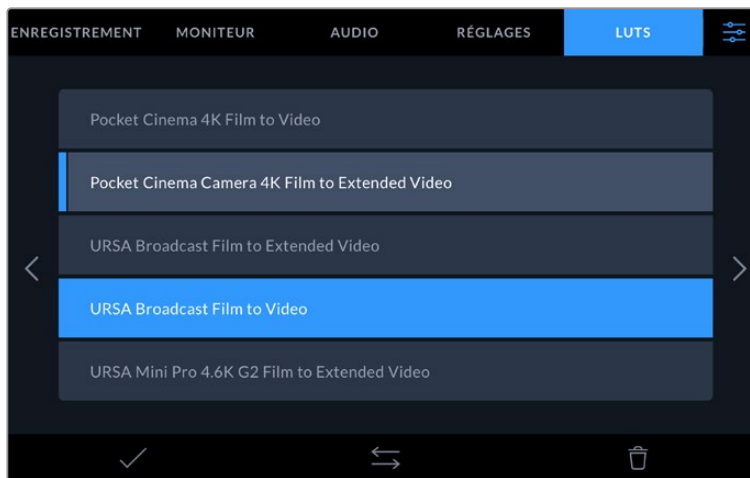 ENREGISTREMENT MONITEUR AUDIO RÉGLAGES LUTS
Pocket Cinema 4K Film to Video
Pocket Cinema Camera 4K Film to Extended Video
URSA Broadcast Film to Extended Video
URSA Broadcast Film to Video
URSA Mini Pro 4.6K G2 Film to Extended Video